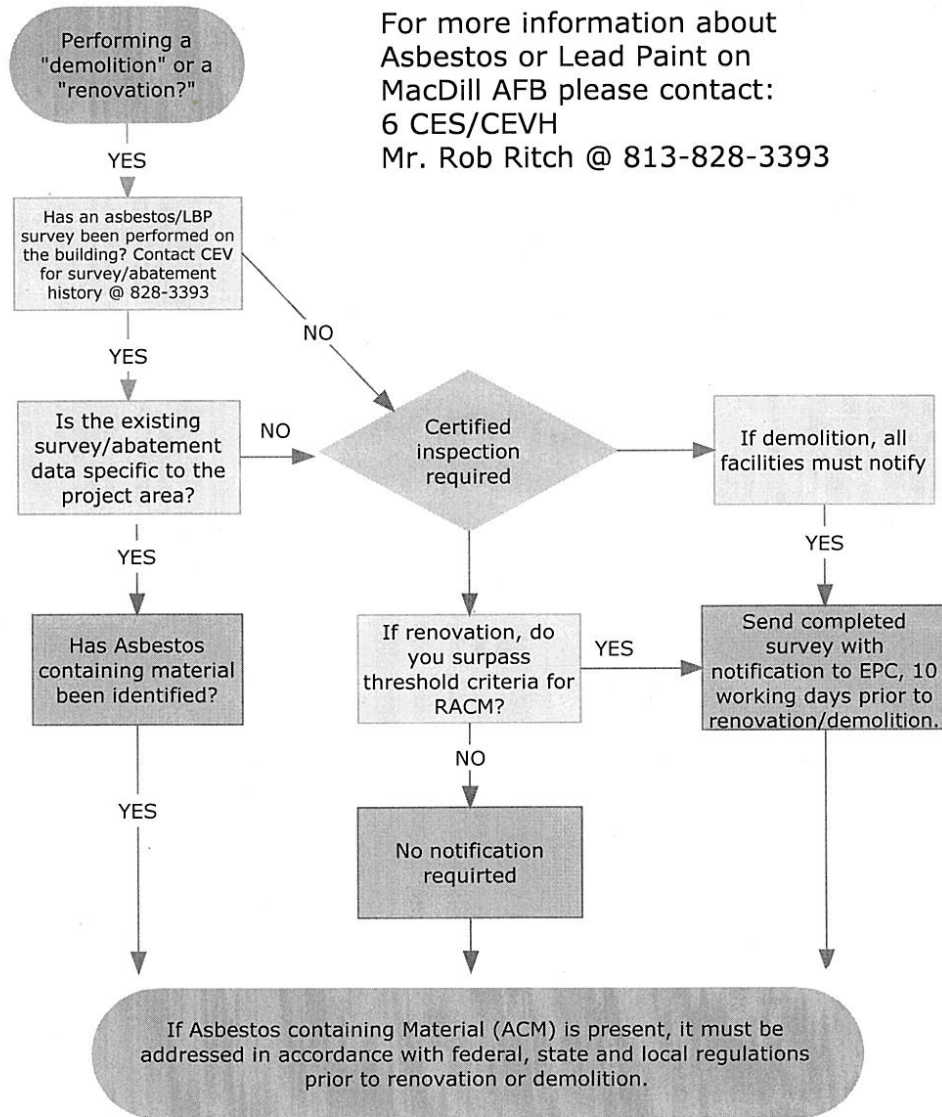 Performing a
"demolition" or a
"renovation?"
For more information about
Asbestos or Lead Paint on
MacDill AFB please contact:
6 CES/CEVH
Mr. Rob Ritch @ 813-828-3393
YES
Has an asbestos/LBP
survey been performed on
the building? Contact CEV
for survey/abatement
history @ 828-3393
NO
YES
Is the existing
survey/abatement
data specific to the
project area?
NO
Certified
inspection
required
If demolition, all
facilities must notify
YES
YES
Has Asbestos
containing material
been identified?
If renovation, do
you surpass
threshold criteria for
RACM?
YES
Send completed
survey with
notification to EPC, 10
working days prior to
renovation/demolition.
NO
YES
No notification
requirted
If Asbestos containing Material (ACM) is present, it must be
addressed in accordance with federal, state and local regulations
prior to renovation or demolition.